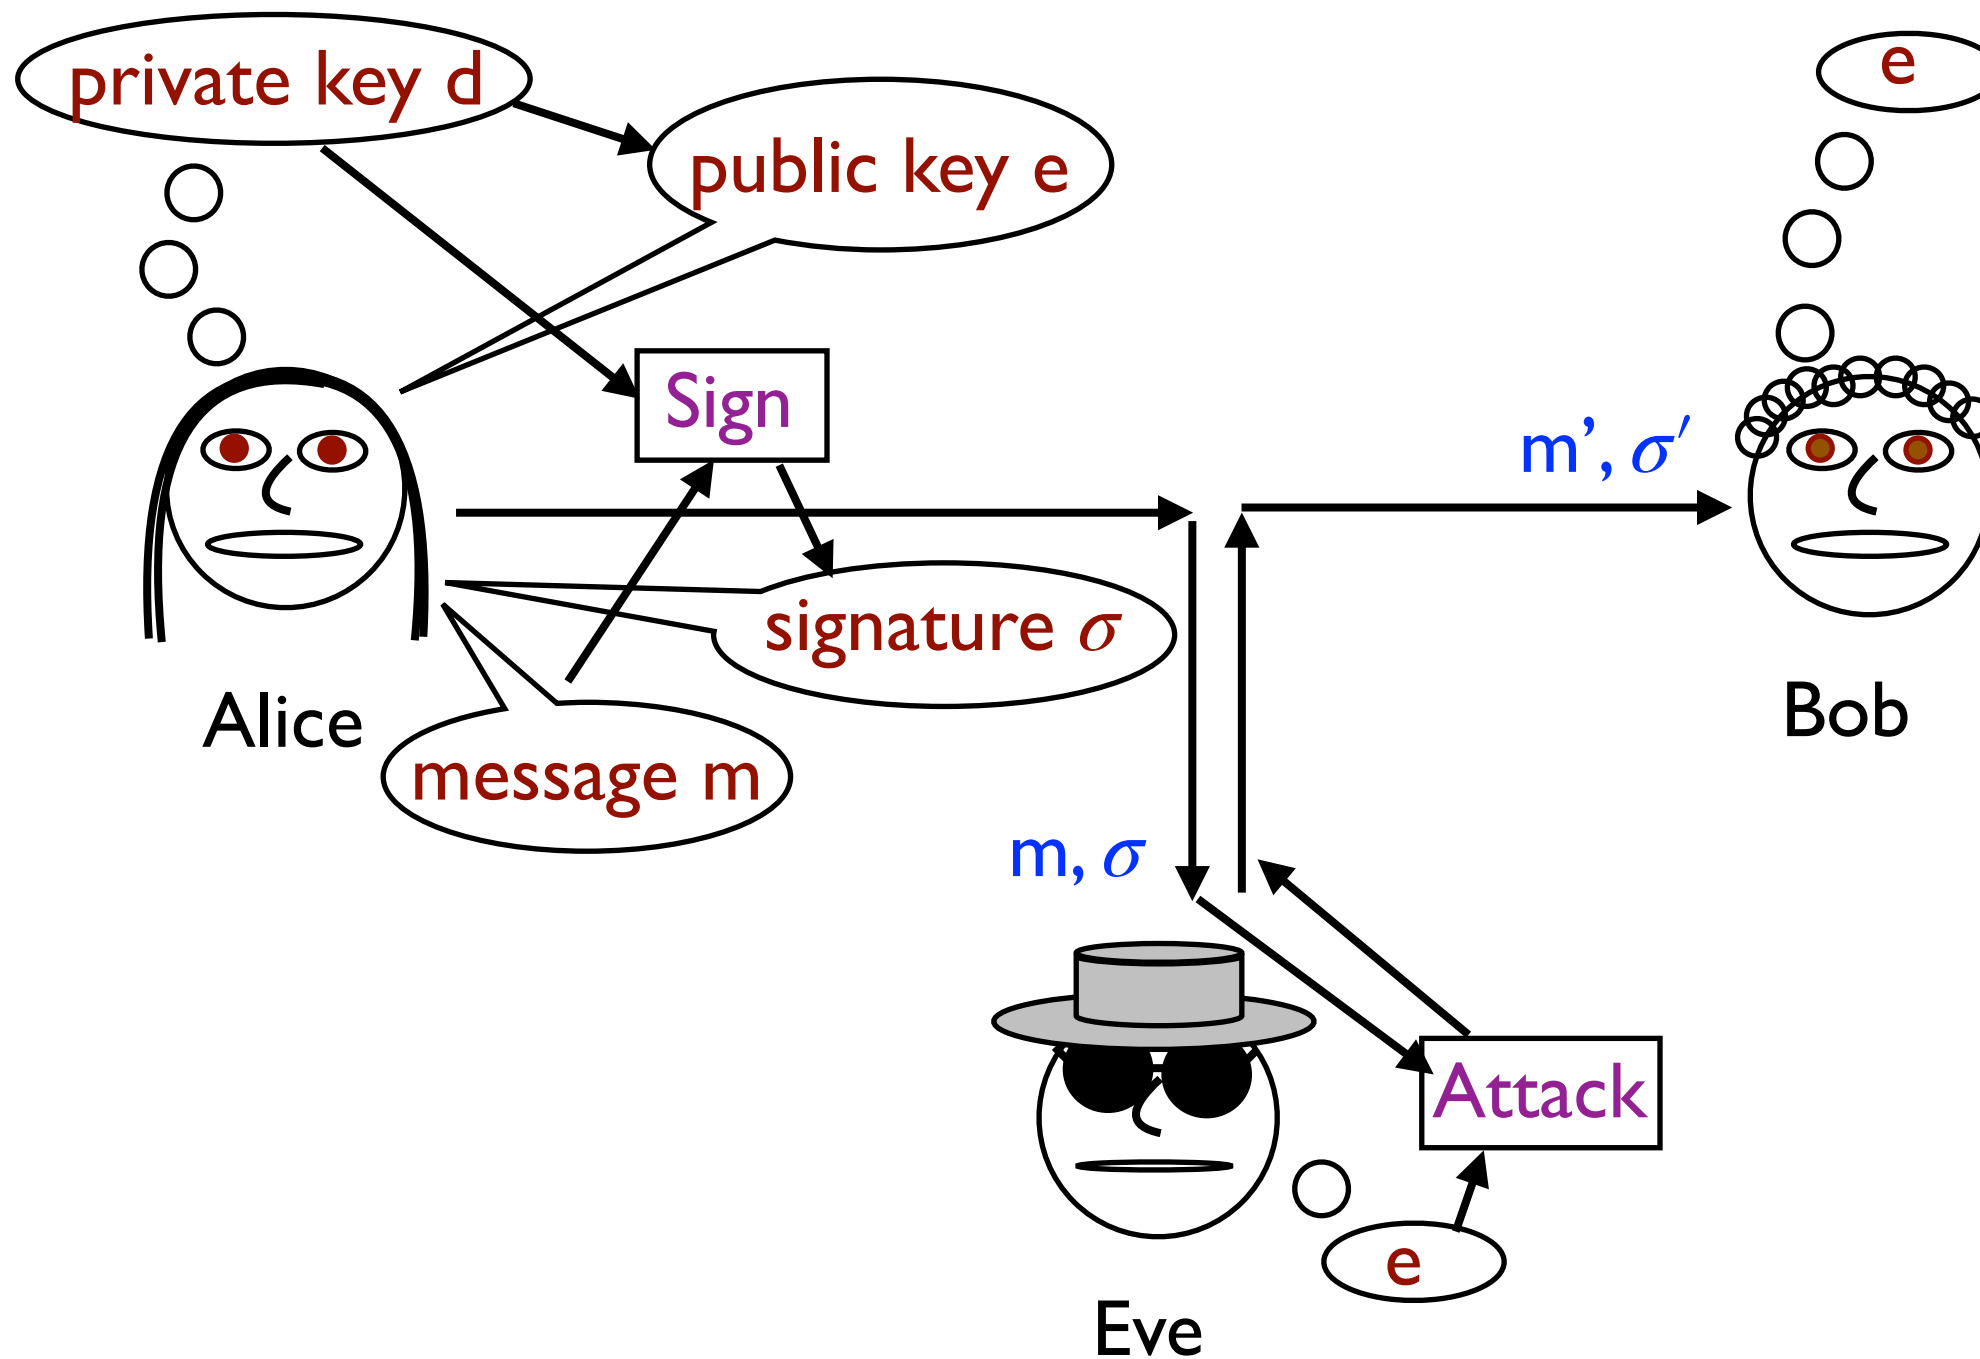 private key d
public key e
e
Sign
m', σ′
signature σ
Alice
Bob
message m
m, σ
Attack
e
Eve